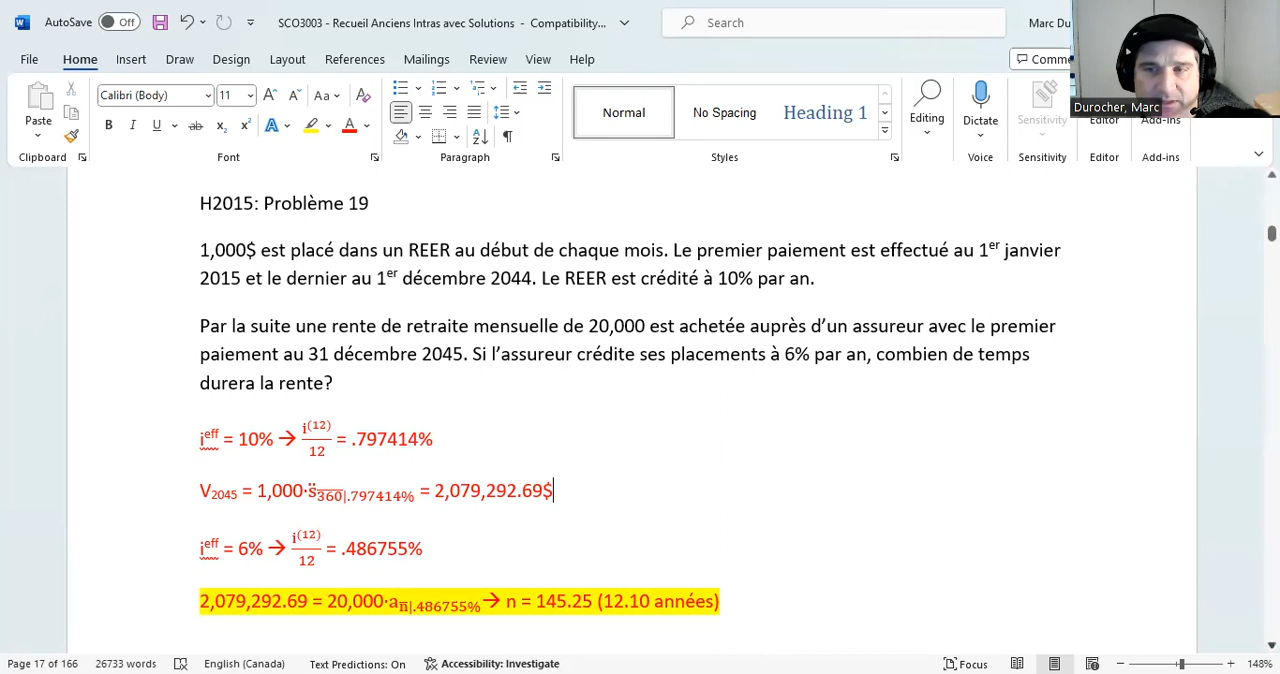 AutoSave Off SCO3003 - Recueil Anciens Intras avec Solutions - Compatibility... Search Marc Du
File Home Insert Draw Design Layout References Mailings Review View Help Comme
Paste Calibri (Body) 11 Aa Normal No Spacing Heading 1 Editing Dictate Sensitivity Editor Add-ins
Durocher, Marc
Clipboard Font Paragraph Styles Voice Sensitivity Editor Add-ins
H2015: Problème 19
1,000$ est placé dans un REER au début de chaque mois. Le premier paiement est effectué au 1er janvier
2015 et le dernier au 1er décembre 2044. Le REER est crédité à 10% par an.
Par la suite une rente de retraite mensuelle de 20,000 est achetée auprès d’un assureur avec le premier
paiement au 31 décembre 2045. Si l’assureur crédite ses placements à 6% par an, combien de temps
durera la rente?
i^eff = 10% → i^(12)/12 = .797414%
V2045 = 1,000·s̈360|.797414% = 2,079,292.69$
i^eff = 6% → i^(12)/12 = .486755%
2,079,292.69 = 20,000·an|.486755% → n = 145.25 (12.10 années)
Page 17 of 166 26733 words English (Canada) Text Predictions: On Accessibility: Investigate Focus 148%